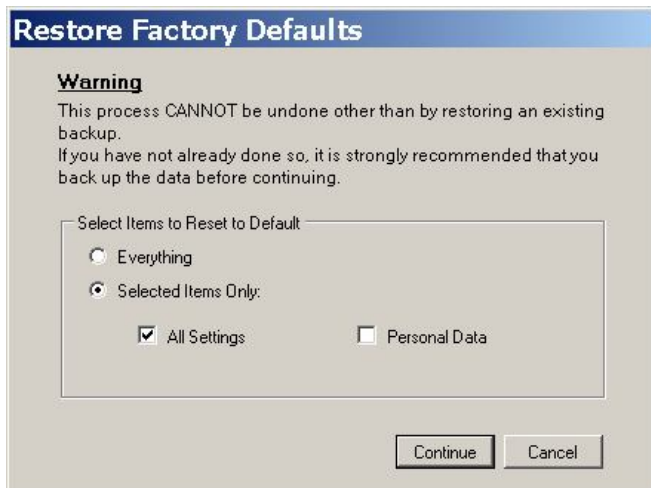 Restore Factory Defaults
Warning
This process CANNOT be undone other than by restoring an existing
backup.
If you have not already done so, it is strongly recommended that you
back up the data before continuing.
Select Items to Reset to Default
Everything
Selected Items Only:
All Settings Personal Data
Continue Cancel